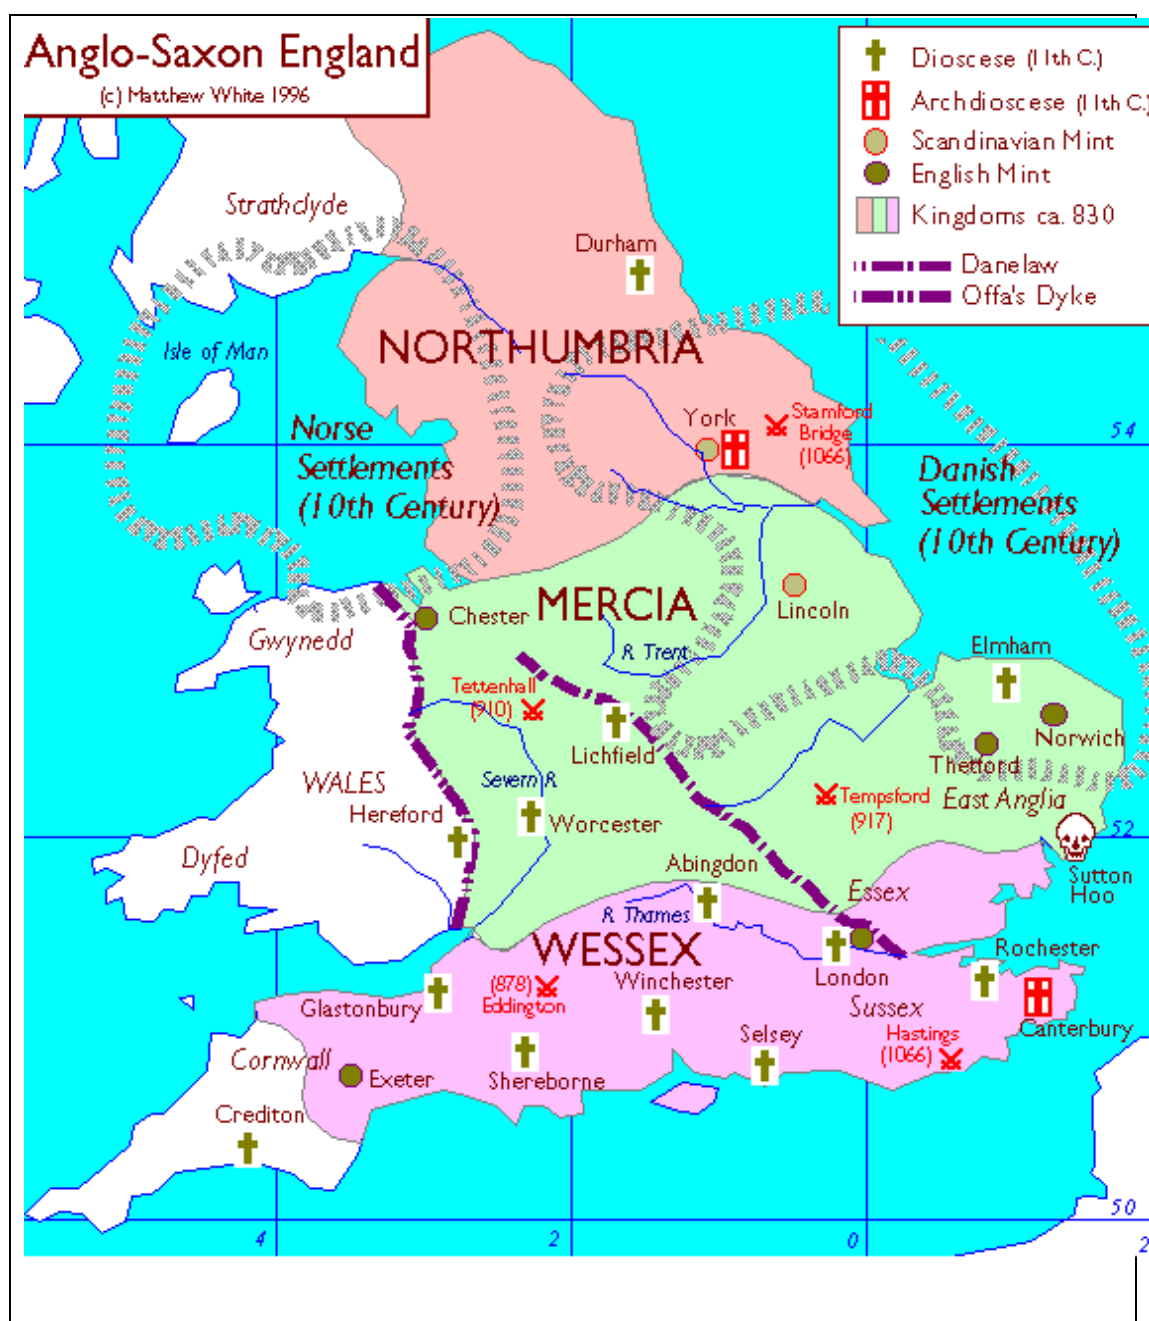 Anglo-Saxon England
(c) Matthew White 1996
Dioscese (11th C.)
Archdioscese (11th C.)
Scandinavian Mint
English Mint
Kingdoms ca. 830
Danelaw
Offa's Dyke
Strathclyde
Durham
Isle of Man
NORTHUMBRIA
York
Stamford
Bridge
(1066)
54
Norse
Settlements
(10th Century)
Danish
Settlements
(10th Century)
MERCIA
Lincoln
Chester
Gwynedd
R. Trent
Elmham
Tettenhall
(910)
Lichfield
Norwich
Thetford
WALES
Severn R
East Anglia
Hereford
Worcester
Tempsford
(917)
52
Dyfed
Sutton
Hoo
Abingdon
Essex
R. Thames
WESSEX
Rochester
London
Glastonbury
(878)
Eddington
Winchester
Sussex
Canterbury
Selsey
Hastings
(1066)
Cornwall
Exeter
Shereborne
Crediton
50
4
2
0
2